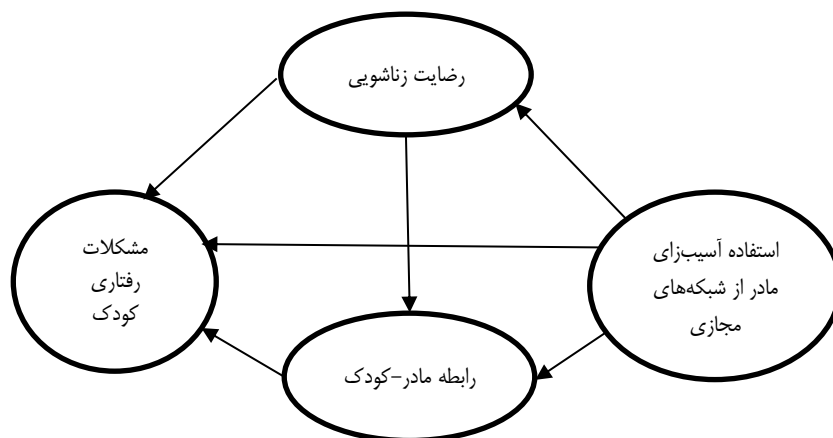 رضایت زناشویی
استفاده آسیب‌زای
مادر از شبکه‌های
مجازی
مشکلات
رفتاری
کودک
رابطه مادر-کودک